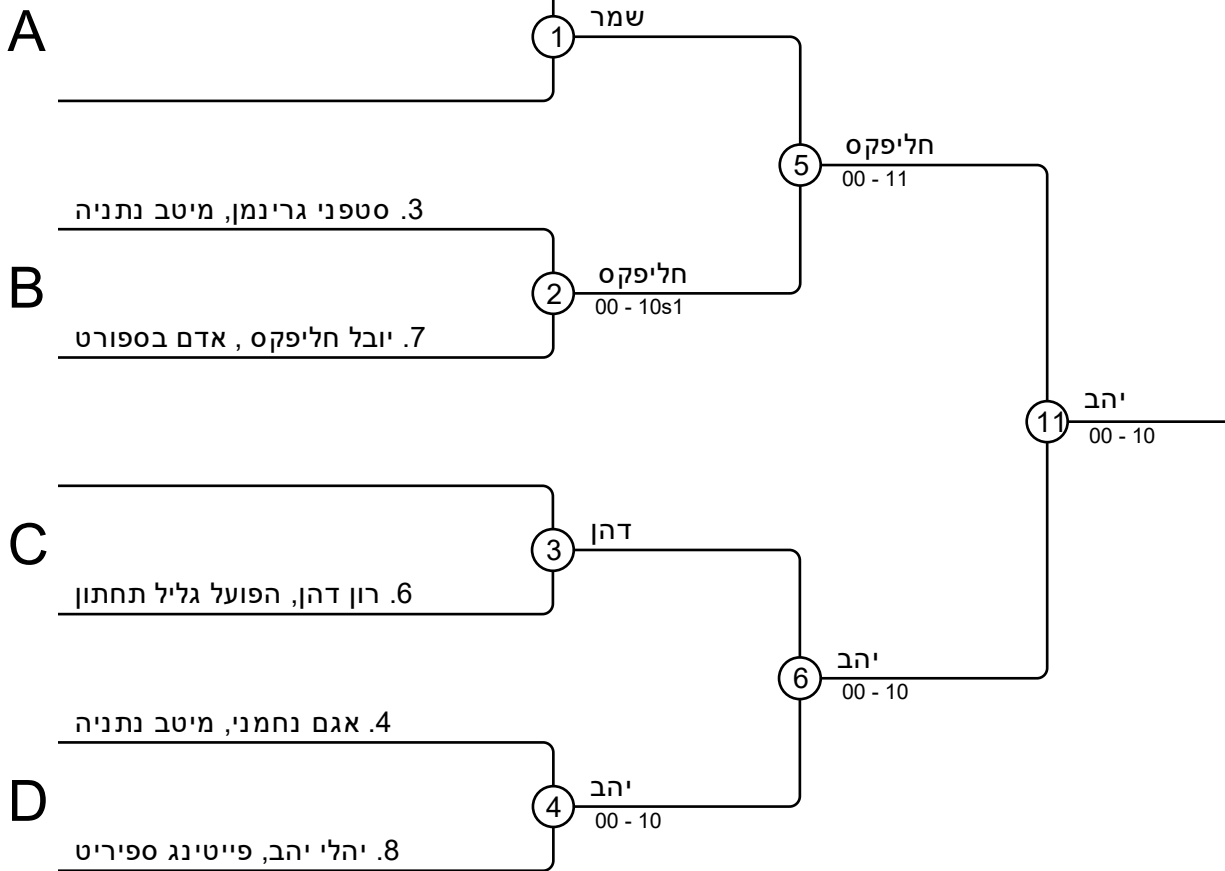 A
1
שמר
5
חליפקס
00 - 11
3. סטפני גרינמן, מיטב נתניה
B
2
חליפקס
00 - 10s1
7. יובל חליפקס , אדם בספורט
11
יהב
00 - 10
C
3
דהן
6. רון דהן, הפועל גליל תחתון
6
יהב
00 - 10
4. אגם נחמני, מיטב נתניה
D
4
יהב
00 - 10
8. יהלי יהב, פייטינג ספיריט